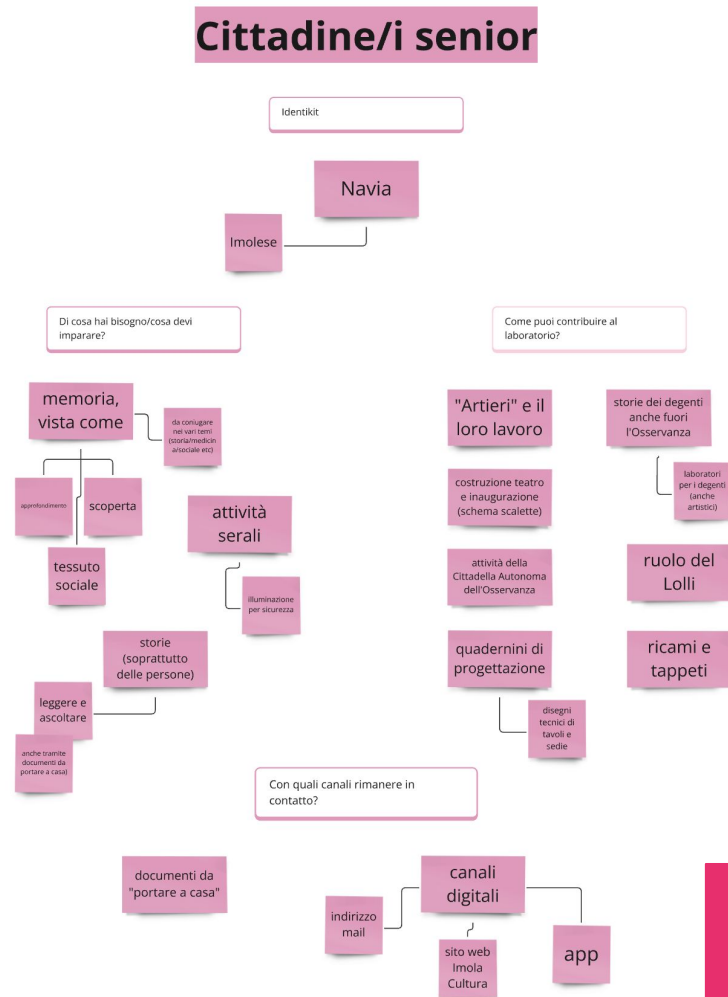 Cittadine/i senior
Identikit
Navia
Imolese
Di cosa hai bisogno/cosa devi
imparare?
memoria,
vista come
da coniugare
nei vari temi
(storia/medicin
a/sociale etc)
approfondimento
scoperta
tessuto
sociale
attività
serali
illuminazione
per sicurezza
storie
(soprattutto
delle persone)
leggere e
ascoltare
anche tramite
documenti da
portare a casa)
Come puoi contribuire al
laboratorio?
"Artieri" e il
loro lavoro
storie dei degenti
anche fuori
l'Osservanza
laboratori
per i degenti
(anche
artistici)
costruzione teatro
e inaugurazione
(schema scalette)
attività della
Cittadella Autonoma
dell'Osservanza
ruolo del
Lolli
quadernini di
progettazione
ricami e
tappeti
disegni
tecnici di
tavoli e
sedie
Con quali canali rimanere in
contatto?
documenti da
"portare a casa"
canali
digitali
indirizzo
mail
sito web
Imola
Cultura
app